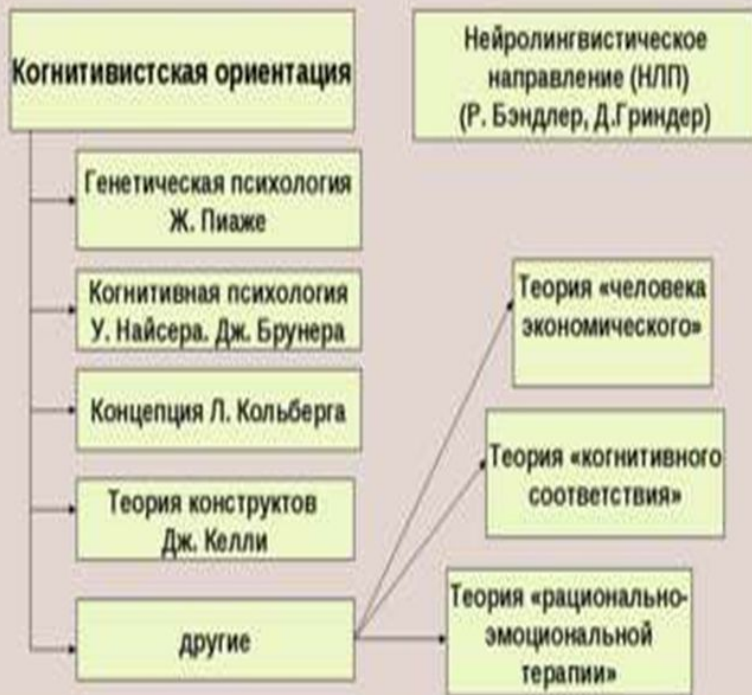 Когнитивистская ориентация
Нейролингвистическое
направление (НЛП)
(Р. Бэндлер, Д.Гриндер)
Генетическая психология
Ж. Пиаже
Когнитивная психология
У. Найсера. Дж. Брунера
Концепция Л. Кольберга
Теория конструктов
Дж. Келли
другие
Теория «человека
экономического»
Теория «когнитивного
соответствия»
Теория «рационально-
эмоциональной
терапии»